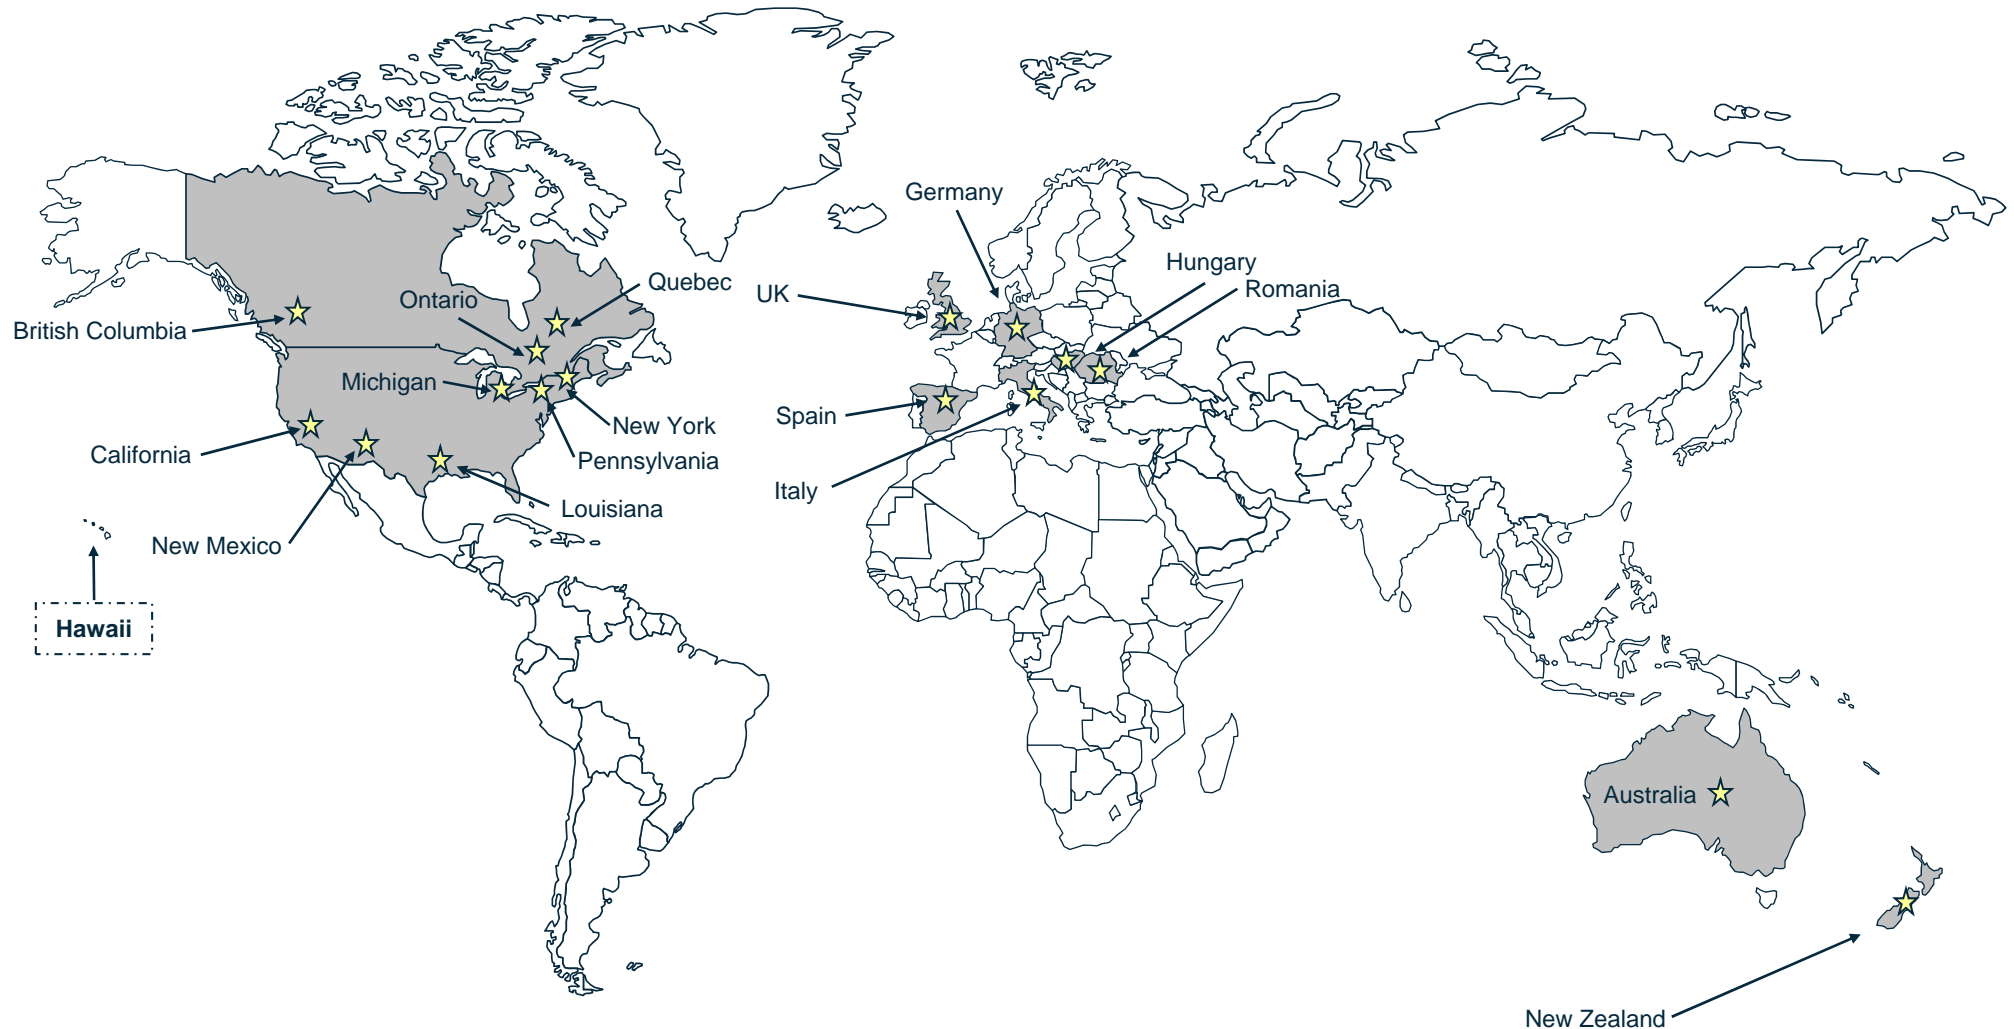 Germany
Hungary
Quebec
Romania
UK
Ontario
British Columbia
Michigan
Spain
New York
California
Pennsylvania
Italy
Louisiana
New Mexico
Hawaii
Australia
New Zealand